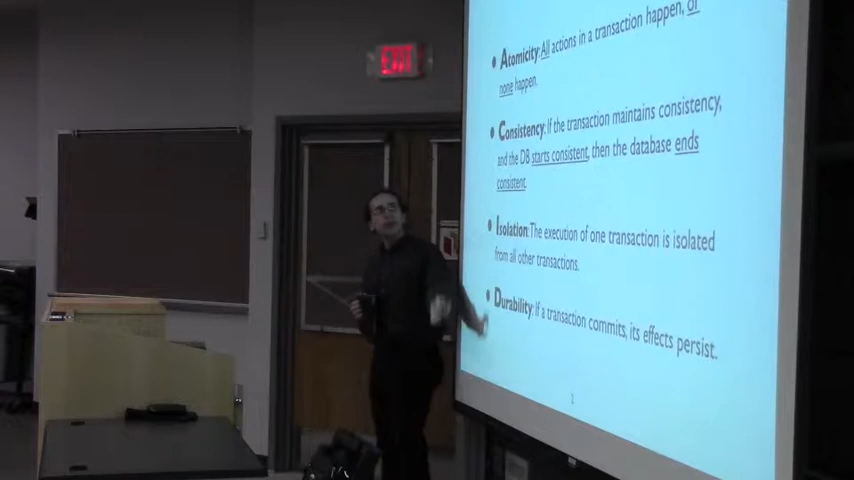 EXIT
• Atomicity: All actions in a transaction happen, or
none happen.
• Consistency: If the transaction maintains consistency,
and the DB starts consistent, then the database ends
consistent.
• Isolation: The execution of one transaction is isolated
from all other transactions.
• Durability: If a transaction commits, its effects persist.
2